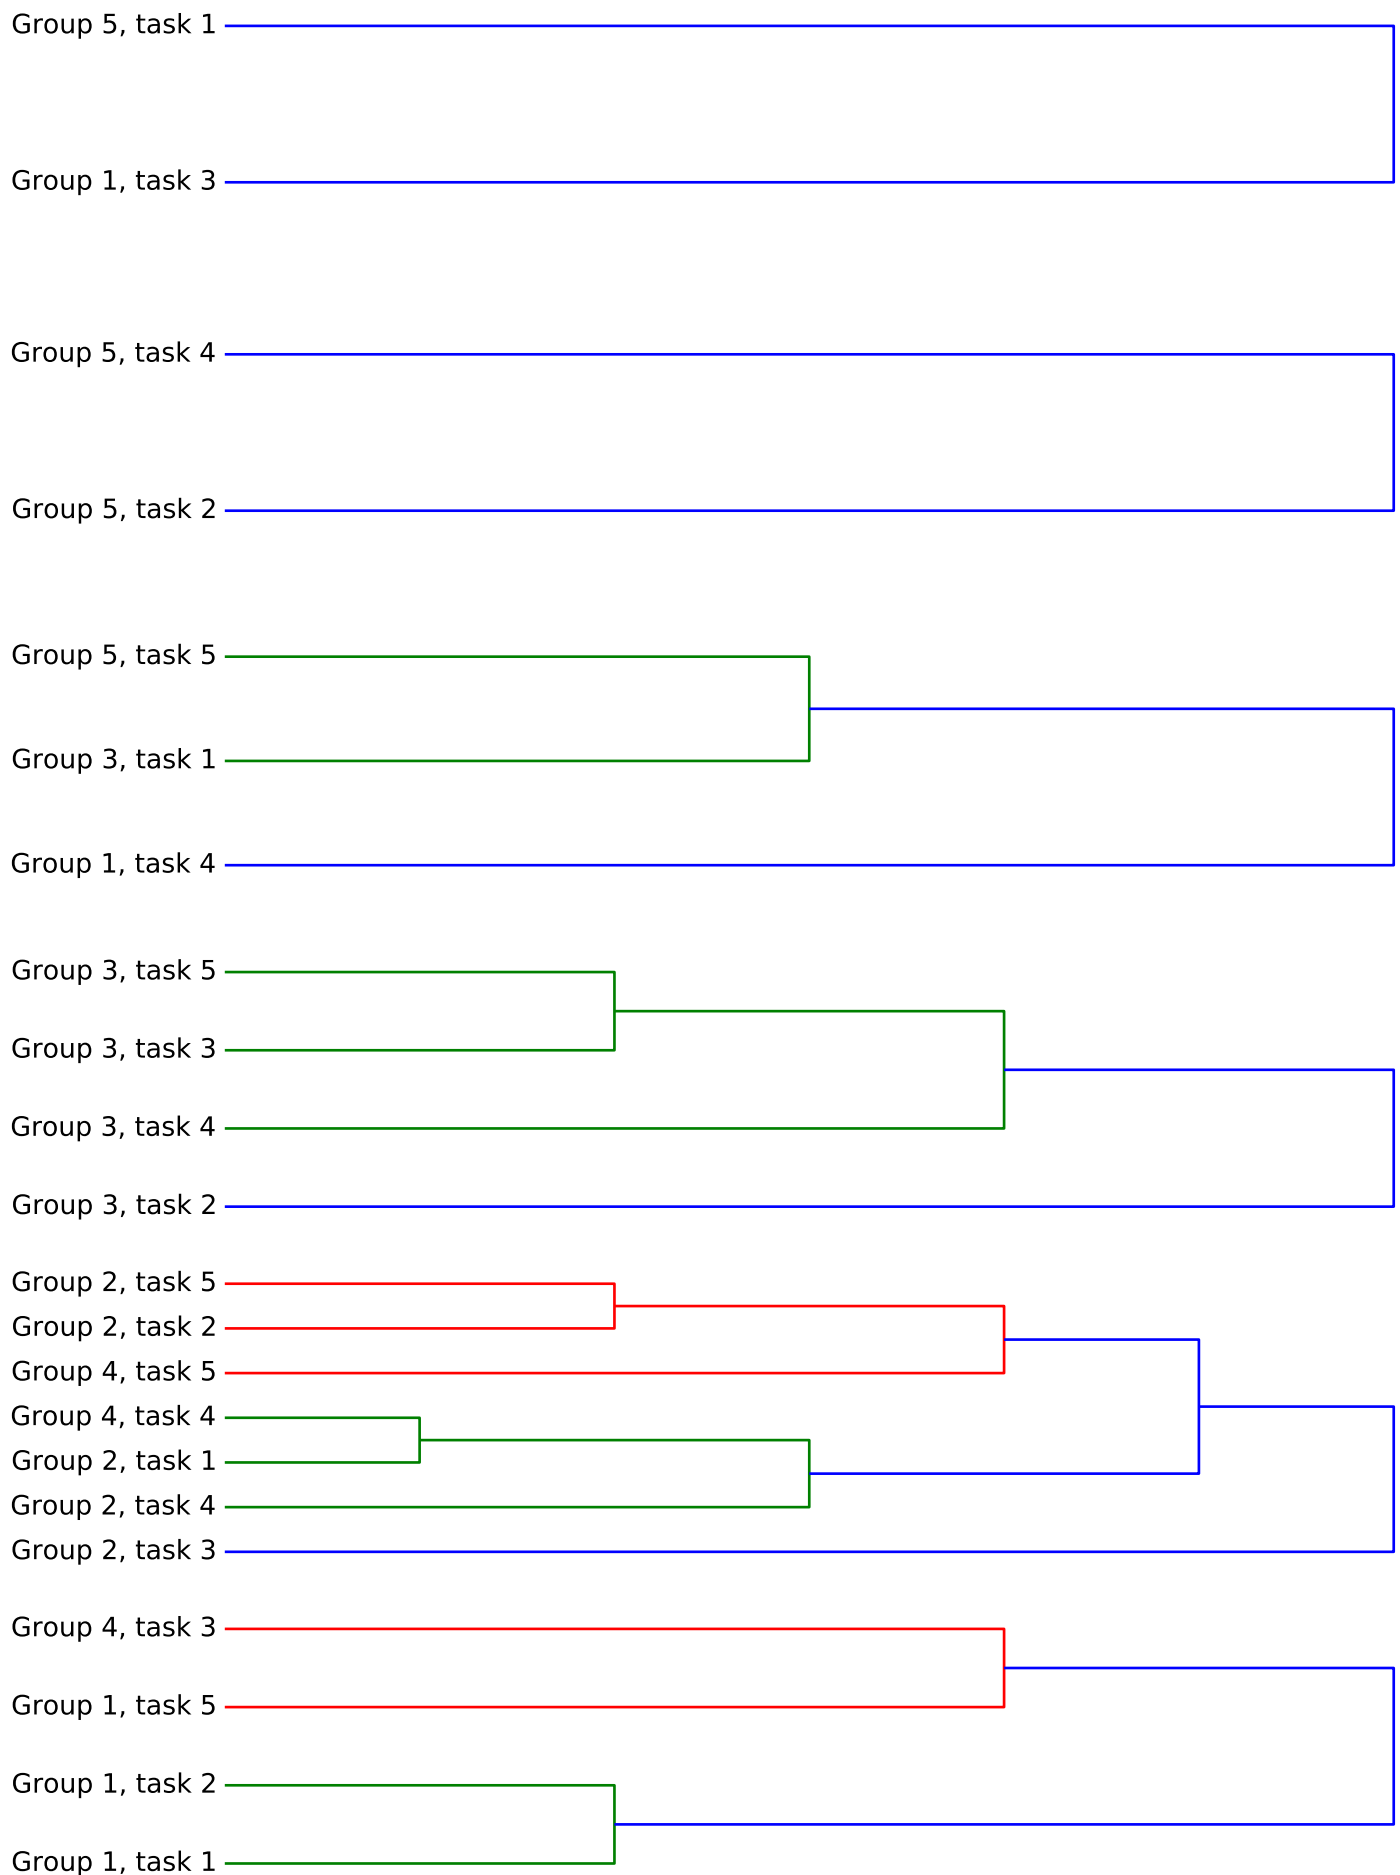 Group 5, task 1
Group 1, task 3
Group 5, task 4
Group 5, task 2
Group 5, task 5
Group 3, task 1
Group 1, task 4
Group 3, task 5
Group 3, task 3
Group 3, task 4
Group 3, task 2
Group 2, task 5
Group 2, task 2
Group 4, task 5
Group 4, task 4
Group 2, task 1
Group 2, task 4
Group 2, task 3
Group 4, task 3
Group 1, task 5
Group 1, task 2
Group 1, task 1